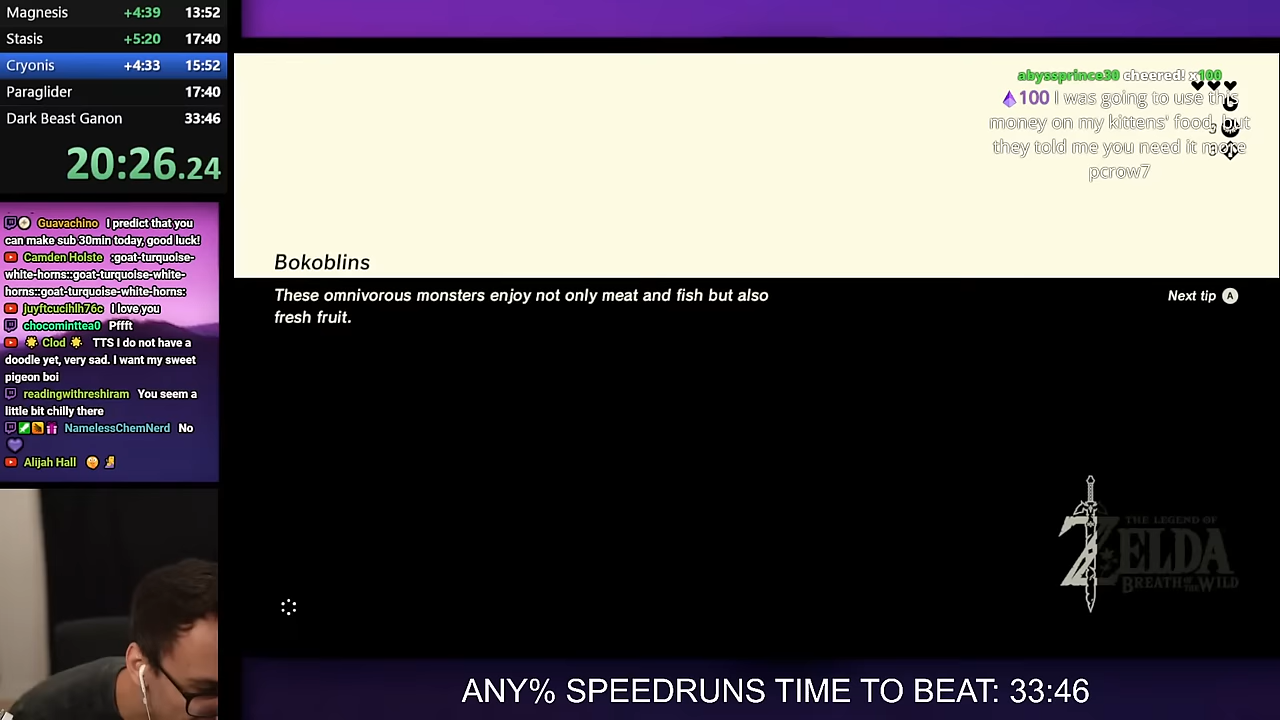 Magnesis +4:39 13:52
Stasis +5:20 17:40
Cryonis +4:33 15:52
Paraglider 17:40
Dark Beast Ganon 33:46
20:26.24
Guavachino I predict that you
can make sub 30min today, good luck!
Camden Holste :goat-turquoise-
white-horns::goat-turquoise-white-
horns::goat-turquoise-white-horns:
juyftcucihlh76c I love you
chocominttea0 Pffft
Clod TTS I do not have a
doodle yet, very sad. I want my sweet
pigeon boi
readingwithreshiram You seem a
little bit chilly there
NamelessChemNerd No
Alijah Hall
abyssprince30 cheered! x100
100 I was going to use this
money on my kittens' food, but
they told me you need it more
pcrow7
Bokoblins
These omnivorous monsters enjoy not only meat and fish but also
fresh fruit.
Next tip A
THE LEGEND OF
ZELDA
BREATH OF THE WILD
ANY% SPEEDRUNS TIME TO BEAT: 33:46